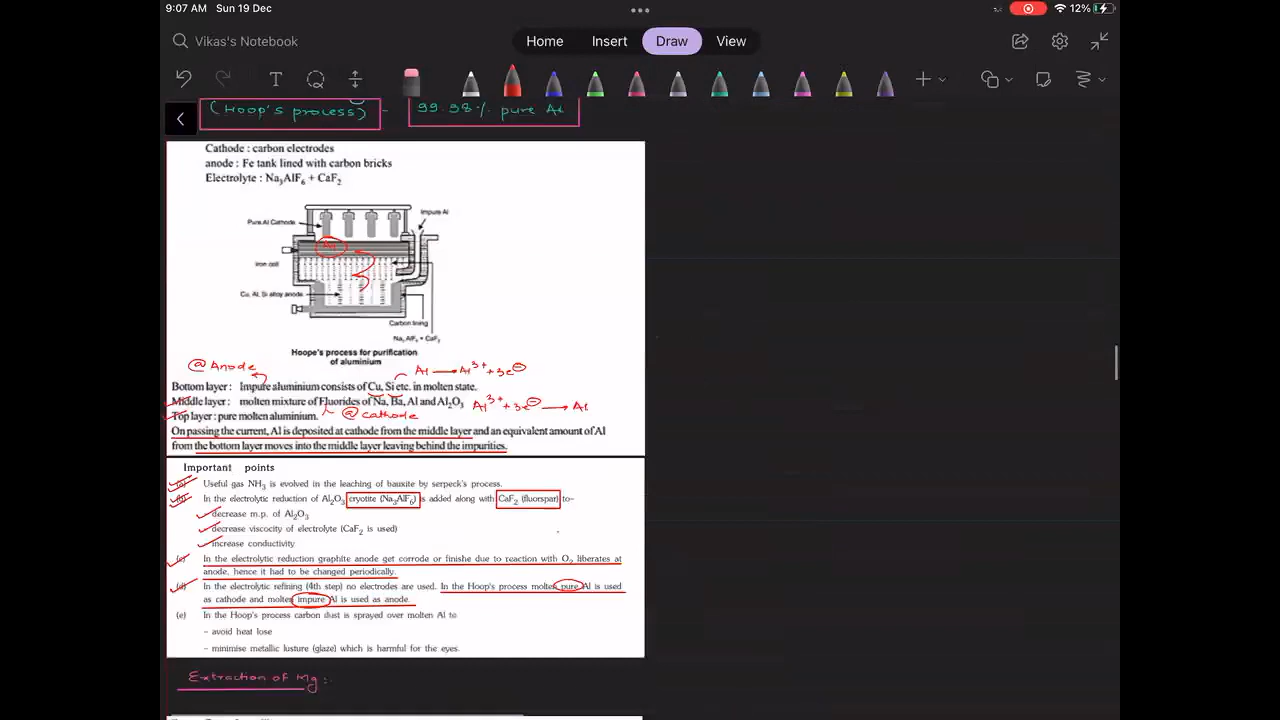 9:07 AM Sun 19 Dec
12%
Vikas's Notebook
Home Insert Draw View
(Hoop's process) - 99.98% pure Al
Cathode : carbon electrodes
anode : Fe tank lined with carbon bricks
Electrolyte : Na3AlF6 + CaF2
Impure Al
Pure Al Cathode
Iron cell
Cu, Al, Si alloy anode
Carbon lining
Na3AlF6 + CaF2
Hoope's process for purification
of aluminium
@ Anode
Al → Al3+ + 3e⊖
Bottom layer : Impure aluminium consists of Cu, Si etc. in molten state.
Middle layer : molten mixture of Fluorides of Na, Ba, Al and Al2O3
Al3+ + 3e⊖ → Al
Top layer : pure molten aluminium.
@ cathode
On passing the current, Al is deposited at cathode from the middle layer and an equivalent amount of Al
from the bottom layer moves into the middle layer leaving behind the impurities.
Important points
(a) Useful gas NH3 is evolved in the leaching of bauxite by serpeck's process.
(b) In the electrolytic reduction of Al2O3 cryotite (Na3AlF6) is added along with CaF2 (fluorspar) to-
decrease m.p. of Al2O3
decrease viscosity of electrolyte (CaF2 is used)
increase conductivity
(c) In the electrolytic reduction graphite anode get corrode or finishe due to reaction with O2 liberates at
anode, hence it had to be changed periodically.
(d) In the electrolytic refining (4th step) no electrodes are used. In the Hoop's process molten pure Al is used
as cathode and molten impure Al is used as anode.
(e) In the Hoop's process carbon dust is sprayed over molten Al to
– avoid heat lose
– minimise metallic lusture (glaze) which is harmful for the eyes.
Extraction of Mg :